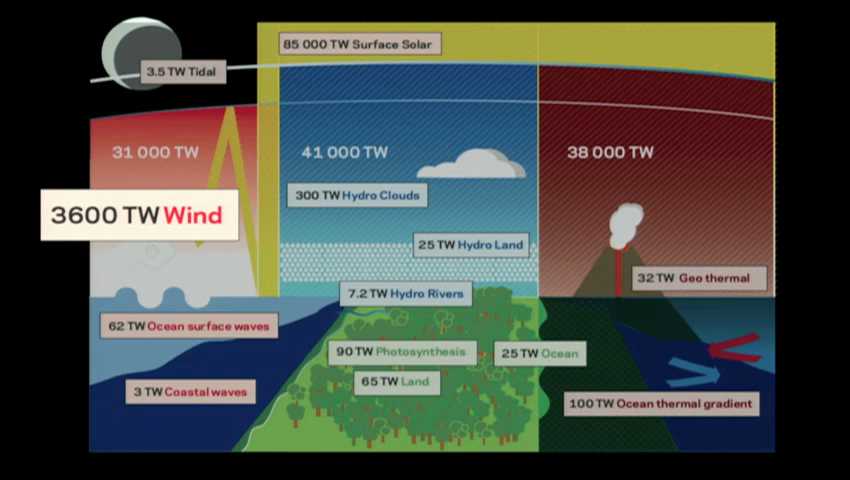 85 000 TW Surface Solar
3.5 TW Tidal
31 000 TW
41 000 TW
38 000 TW
300 TW Hydro Clouds
3600 TW Wind
25 TW Hydro Land
32 TW Geo thermal
7.2 TW Hydro Rivers
62 TW Ocean surface waves
90 TW Photosynthesis
25 TW Ocean
65 TW Land
3 TW Coastal waves
100 TW Ocean thermal gradient